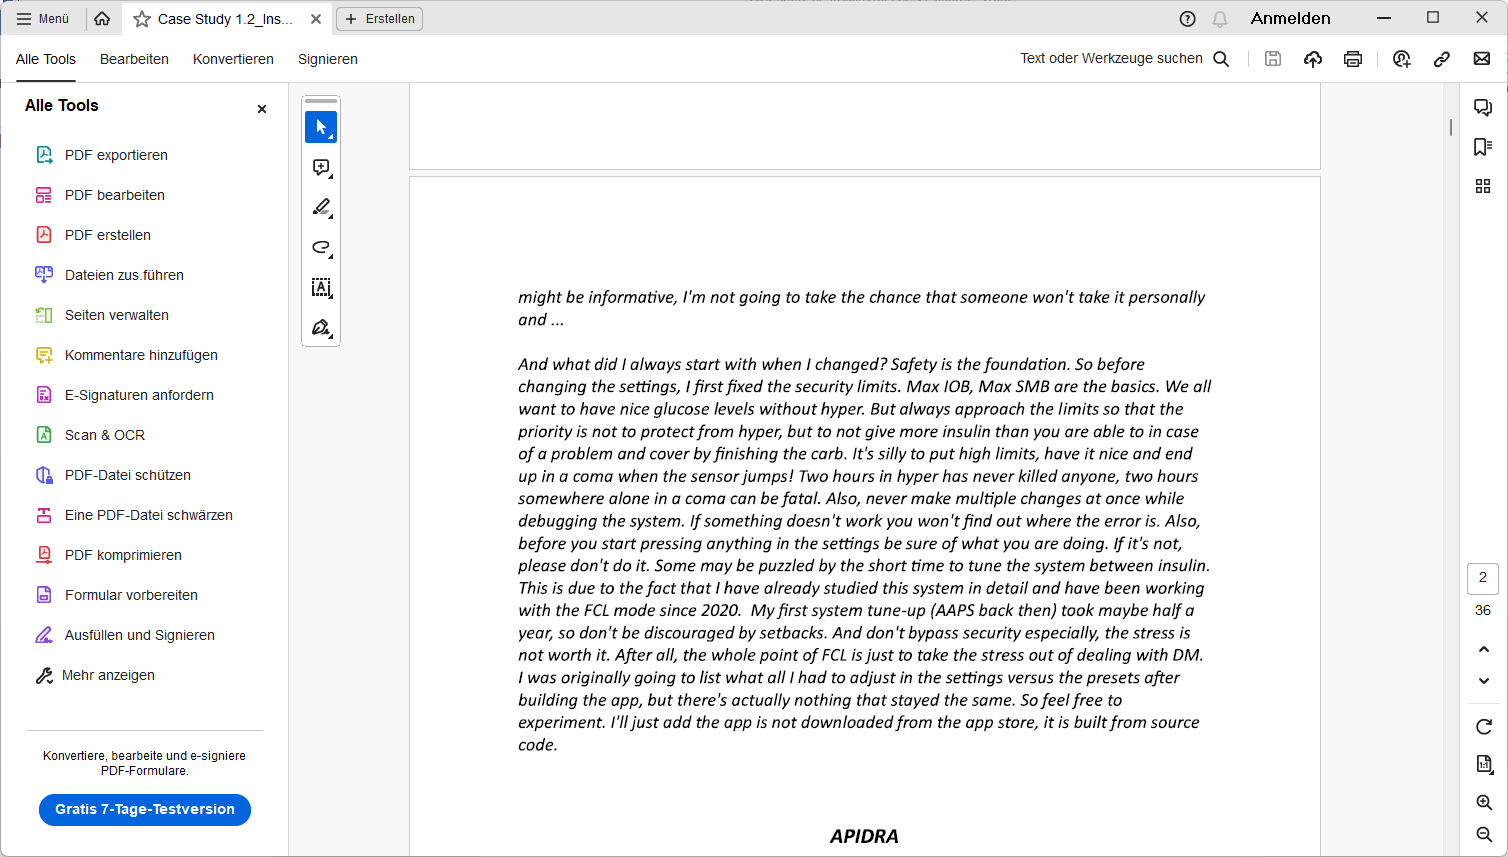 Menü
Case Study 1.2_Ins...
Erstellen
Anmelden
Alle Tools
Bearbeiten
Konvertieren
Signieren
Text oder Werkzeuge suchen
Alle Tools
PDF exportieren
PDF bearbeiten
PDF erstellen
Dateien zus.führen
Seiten verwalten
Kommentare hinzufügen
E-Signaturen anfordern
Scan & OCR
PDF-Datei schützen
Eine PDF-Datei schwärzen
PDF komprimieren
Formular vorbereiten
Ausfüllen und Signieren
Mehr anzeigen
Konvertiere, bearbeite und e-signiere
PDF-Formulare.
Gratis 7-Tage-Testversion
might be informative, I'm not going to take the chance that someone won't take it personally
and ...
And what did I always start with when I changed? Safety is the foundation. So before
changing the settings, I first fixed the security limits. Max IOB, Max SMB are the basics. We all
want to have nice glucose levels without hyper. But always approach the limits so that the
priority is not to protect from hyper, but to not give more insulin than you are able to in case
of a problem and cover by finishing the carb. It's silly to put high limits, have it nice and end
up in a coma when the sensor jumps! Two hours in hyper has never killed anyone, two hours
somewhere alone in a coma can be fatal. Also, never make multiple changes at once while
debugging the system. If something doesn't work you won't find out where the error is. Also,
before you start pressing anything in the settings be sure of what you are doing. If it's not,
please don't do it. Some may be puzzled by the short time to tune the system between insulin.
This is due to the fact that I have already studied this system in detail and have been working
with the FCL mode since 2020.  My first system tune-up (AAPS back then) took maybe half a
year, so don't be discouraged by setbacks. And don't bypass security especially, the stress is
not worth it. After all, the whole point of FCL is just to take the stress out of dealing with DM.
I was originally going to list what all I had to adjust in the settings versus the presets after
building the app, but there's actually nothing that stayed the same. So feel free to
experiment. I'll just add the app is not downloaded from the app store, it is built from source
code.
APIDRA
2
36
1:1